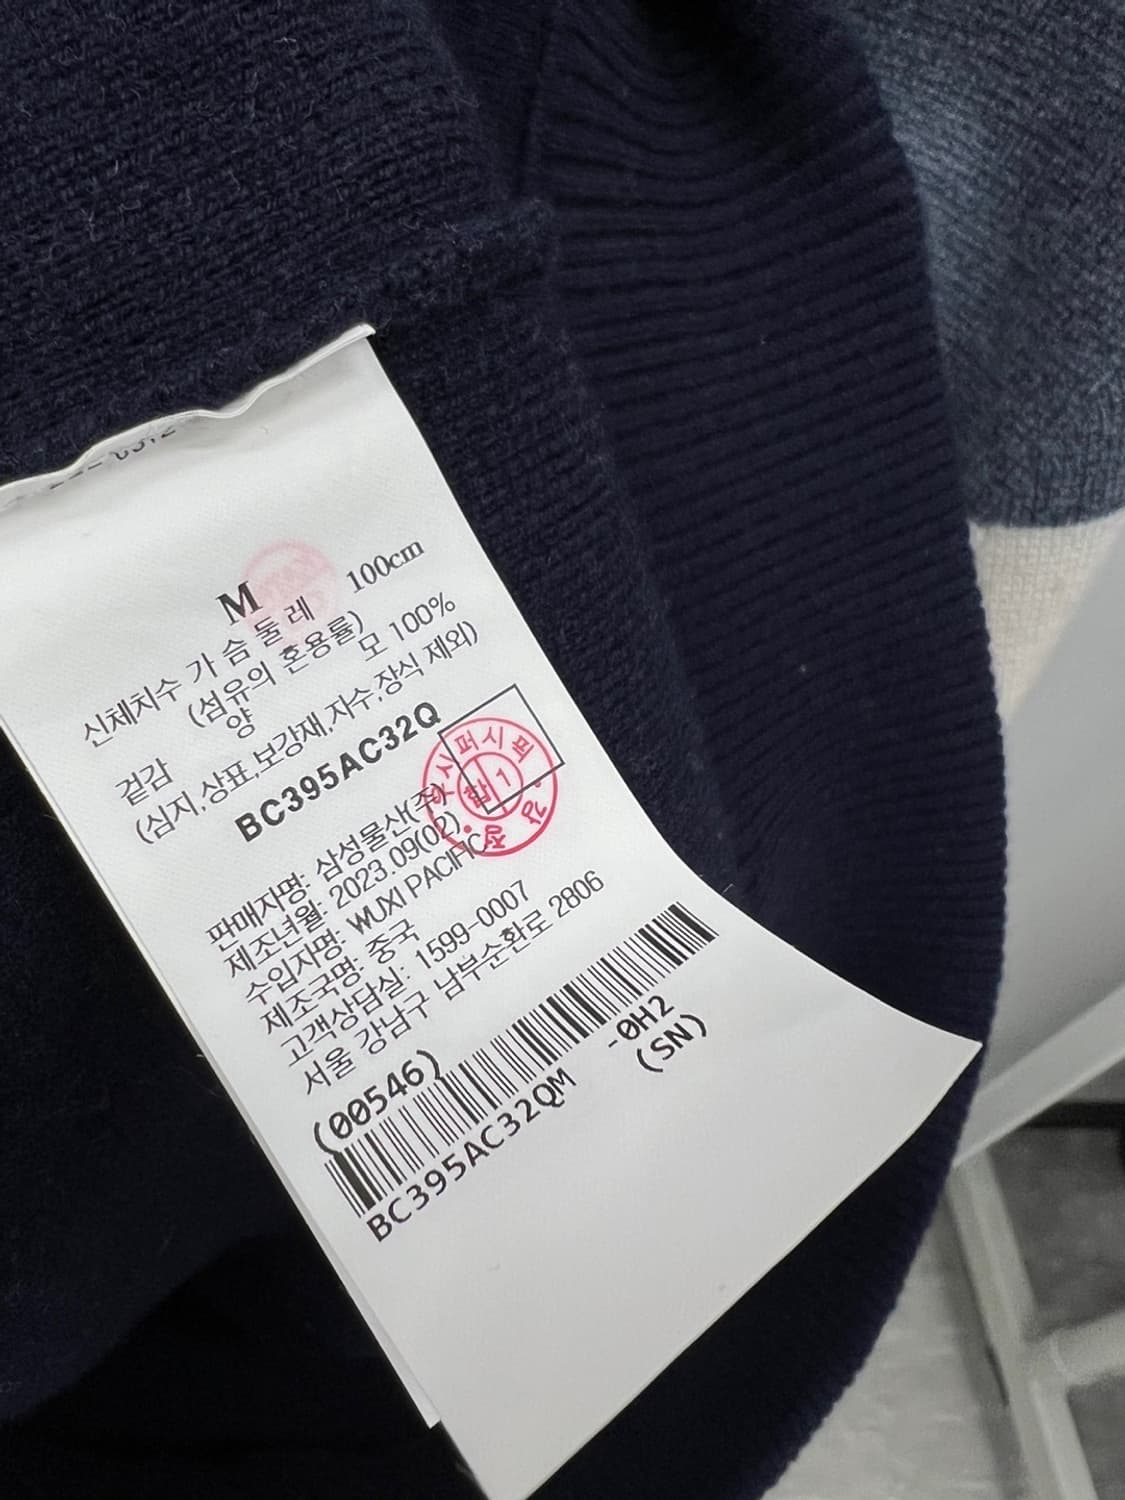 M
신체치수 가슴둘레 100cm
(섬유의 혼용률)
겉감 양모 100%
(심지,상표,보강재,자수,장식 제외)
BC395AC32Q
판매자명: 삼성물산(주)
제조년월: 2023.09(02)
수입자명: WUXI PACIFIC
제조국명: 중국
고객상담실: 1599-0007
서울 강남구 남부순환로 2806
(00546)
BC395AC32QM
-0H2
(SN)